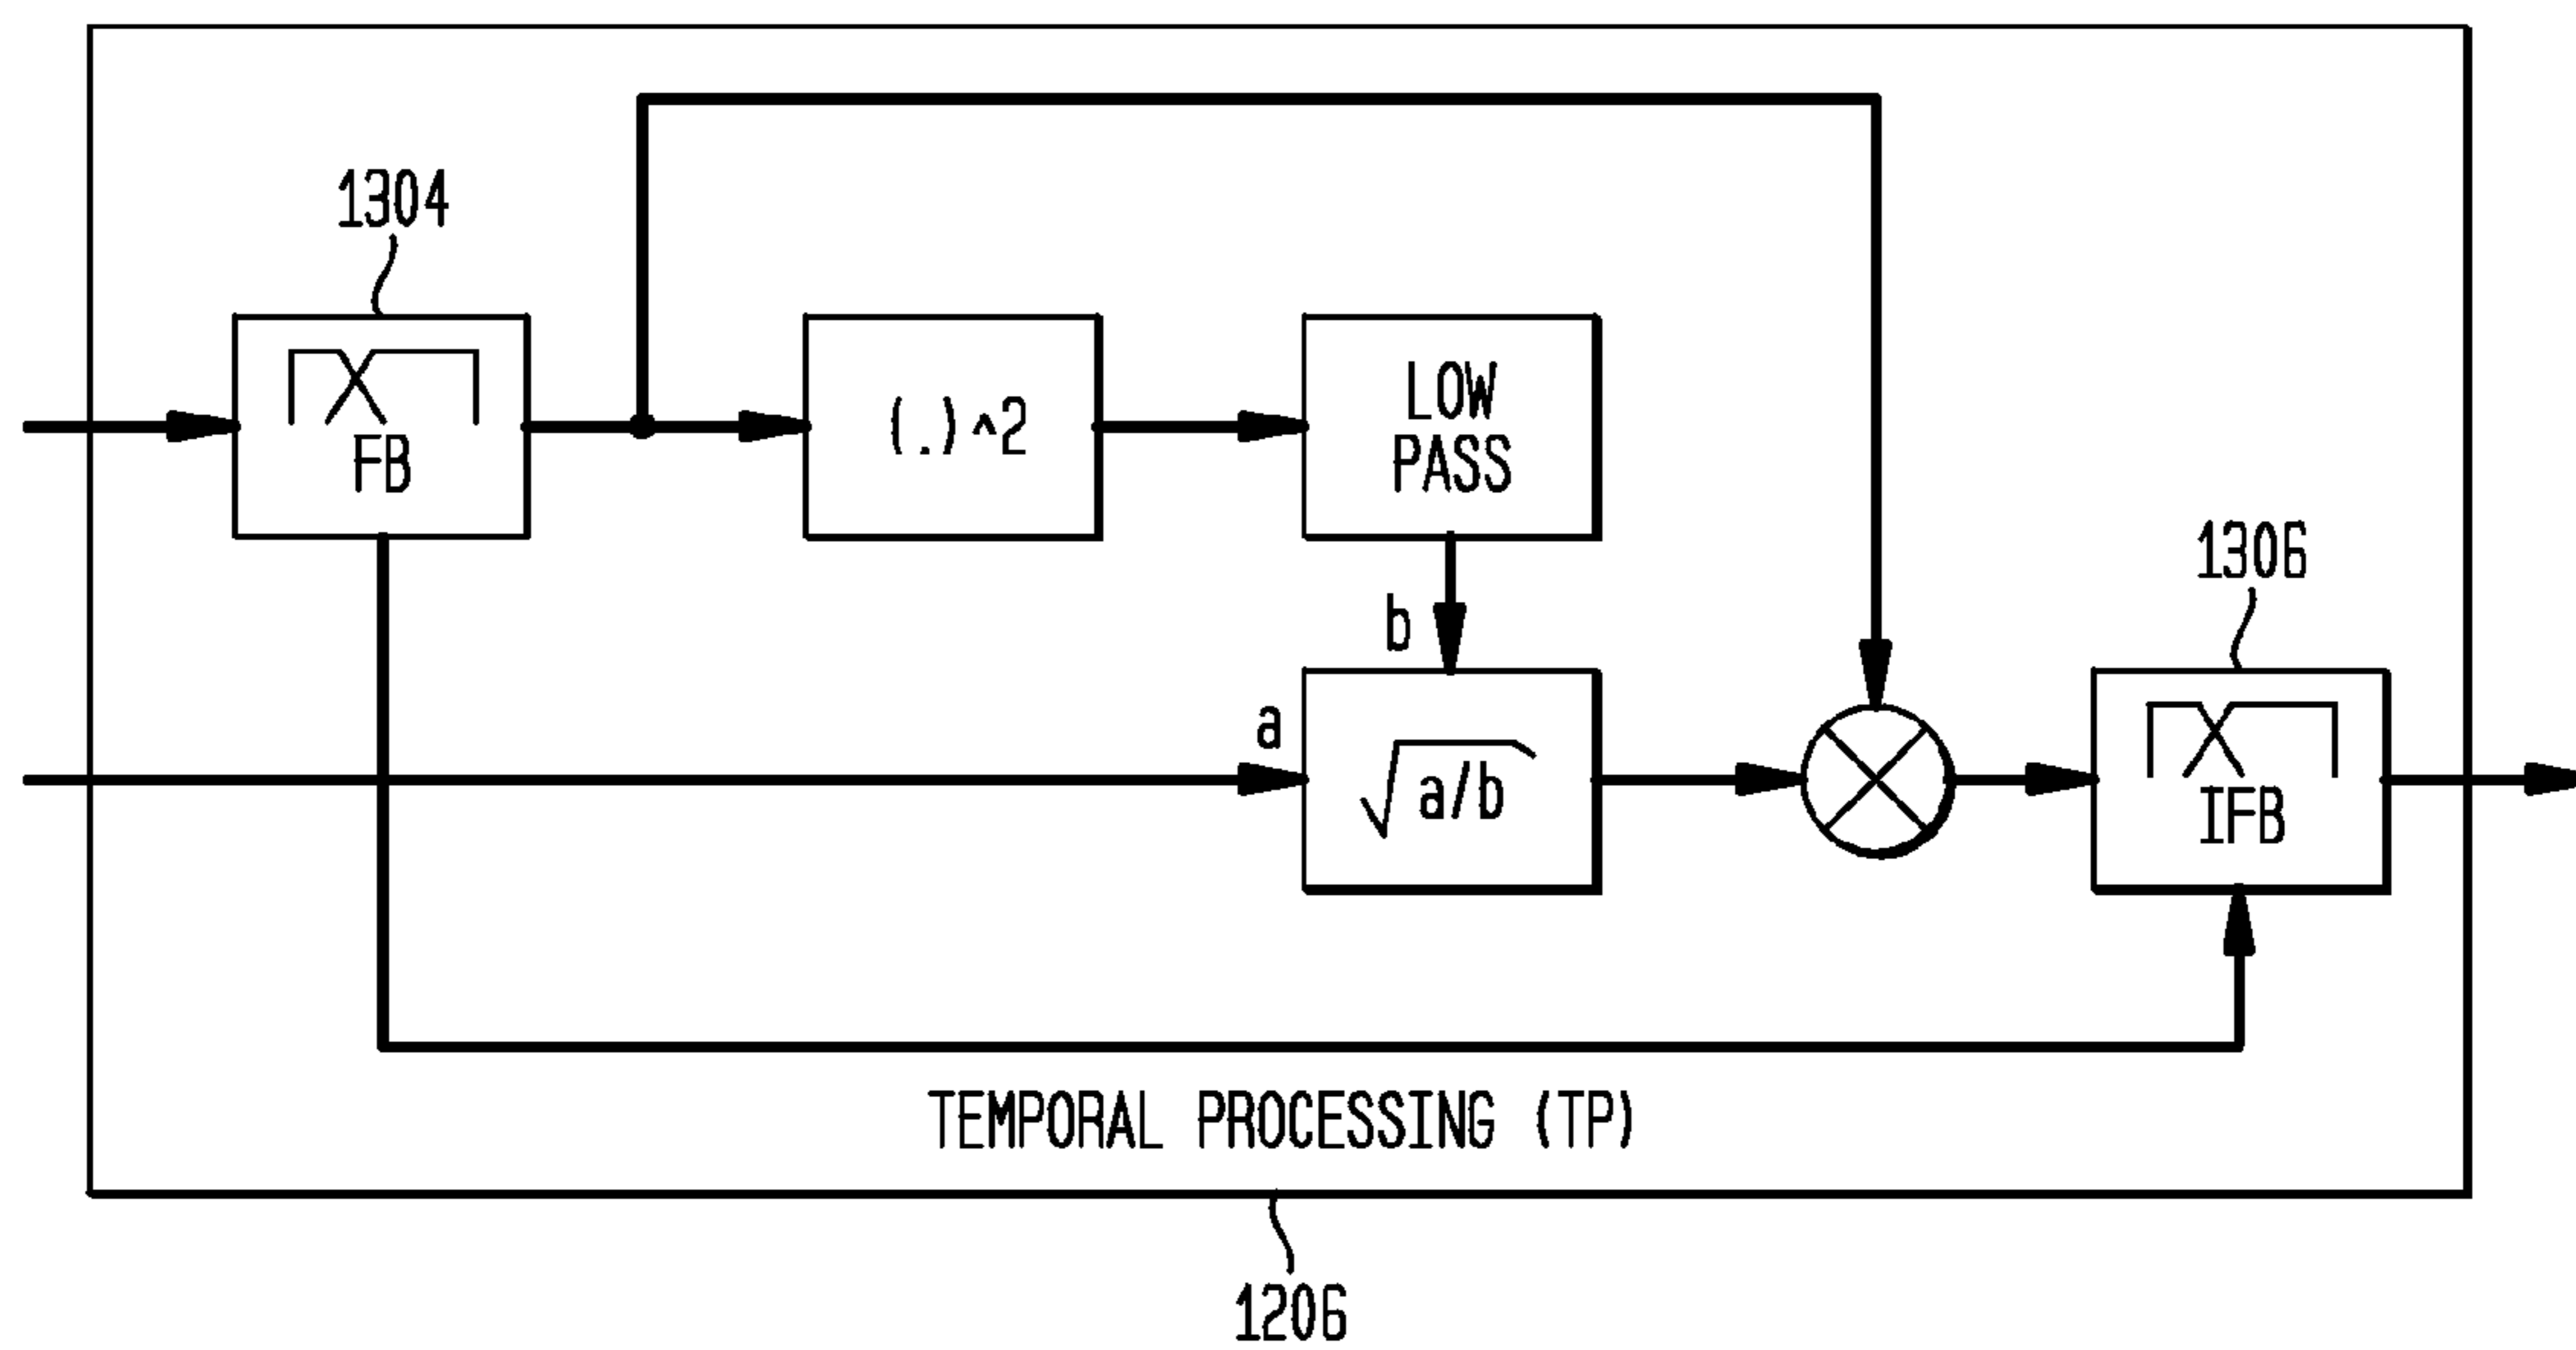 1304
FB
(.)^2
LOW
PASS
b
a
√a/b
1306
IFB
TEMPORAL PROCESSING (TP)
1206